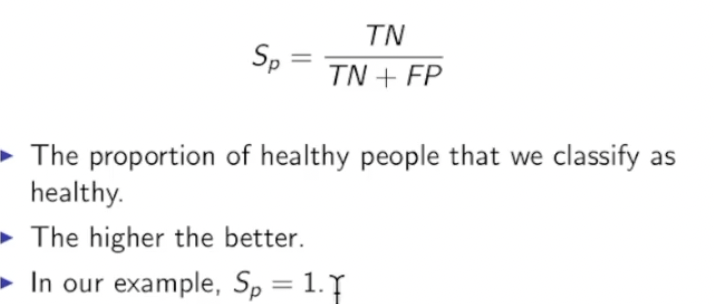 S_p = TN / (TN + FP)
▶ The proportion of healthy people that we classify as
healthy.
▶ The higher the better.
▶ In our example, S_p = 1.